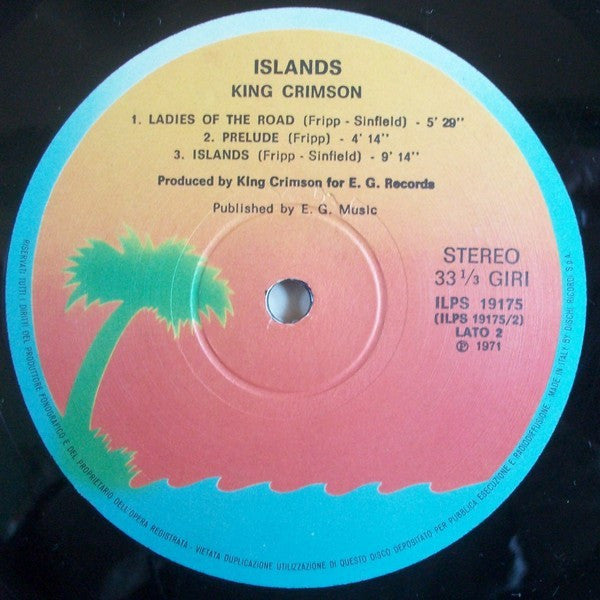 ISLANDS
KING CRIMSON
1. LADIES OF THE ROAD (Fripp - Sinfield) - 5' 29"
2. PRELUDE (Fripp) - 4' 14"
3. ISLANDS (Fripp - Sinfield) - 9' 14"
Produced by King Crimson for E. G. Records
Published by E. G. Music
STEREO
33 1/3 GIRI
ILPS 19175
(ILPS 19175/2)
LATO 2
℗ 1971
RISERVATI TUTTI I DIRITTI DEL PRODUTTORE FONOGRAFICO E DEL PROPRIETARIO DELL'OPERA REGISTRATA - VIETATA DUPLICAZIONE UTILIZZAZIONE DI QUESTO DISCO DEPOSITATO PER PUBBLICA ESECUZIONE E RADIODIFFUSIONE. MADE IN ITALY BY DISCHI RICORDI S.p.A.